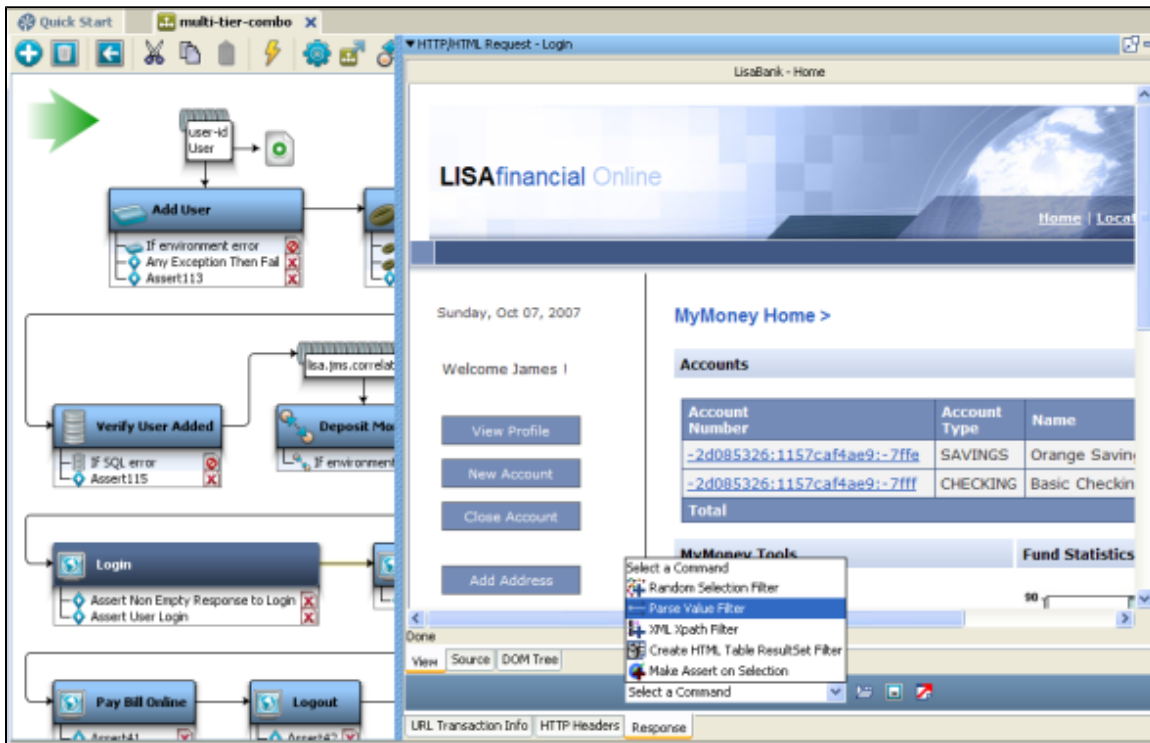 Quick Start
multi-tier-combo
HTTP/HTML Request - Login
LisaBank - Home
user-id
User
Add User
If environment error
Any Exception Then Fail
Assert113
LISAfinancial Online
Home | Locat
Sunday, Oct 07, 2007
MyMoney Home >
Welcome James !
Accounts
lisa.jms.correlat
Verify User Added
IF SQL error
Assert115
Deposit Mo
If environment
View Profile
New Account
Close Account
Add Address
Account Number
Account Type
Name
-2d085326:1157caf4ae9:-7ffe SAVINGS Orange Savin
-2d085326:1157caf4ae9:-7fff CHECKING Basic Checkin
Total
MyMoney Tools
Fund Statistics
90
Login
Assert Non Empty Response to Login
Assert User Login
Select a Command
Random Selection Filter
Parse Value Filter
XML Xpath Filter
Create HTML Table ResultSet Filter
Make Assert on Selection
Done
View Source DOM Tree
Select a Command
Pay Bill Online
Assert41
Logout
Assert42
URL Transaction Info HTTP Headers Response